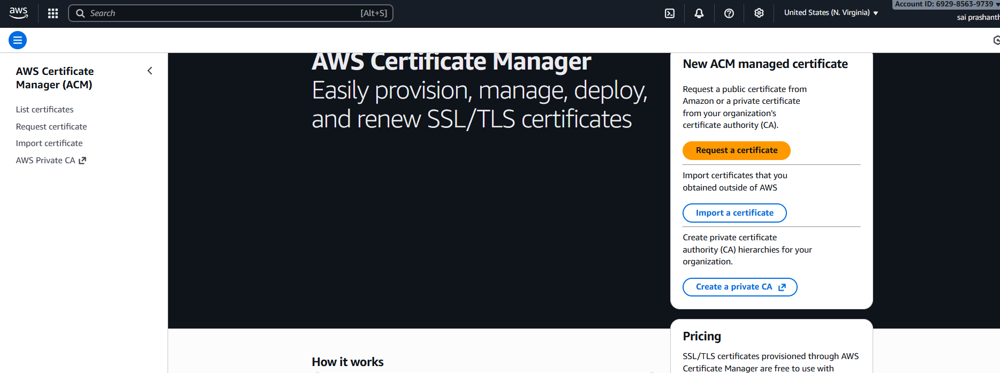 aws
Search
[Alt+S]
United States (N. Virginia)
Account ID: 6929-8563-9739
sai prashanth
AWS Certificate
Manager (ACM)
List certificates
Request certificate
Import certificate
AWS Private CA
AWS Certificate Manager
Easily provision, manage, deploy,
and renew SSL/TLS certificates
New ACM managed certificate
Request a public certificate from
Amazon or a private certificate
from your organization's
certificate authority (CA).
Request a certificate
Import certificates that you
obtained outside of AWS
Import a certificate
Create private certificate
authority (CA) hierarchies for your
organization.
Create a private CA
How it works
Pricing
SSL/TLS certificates provisioned through AWS
Certificate Manager are free to use with